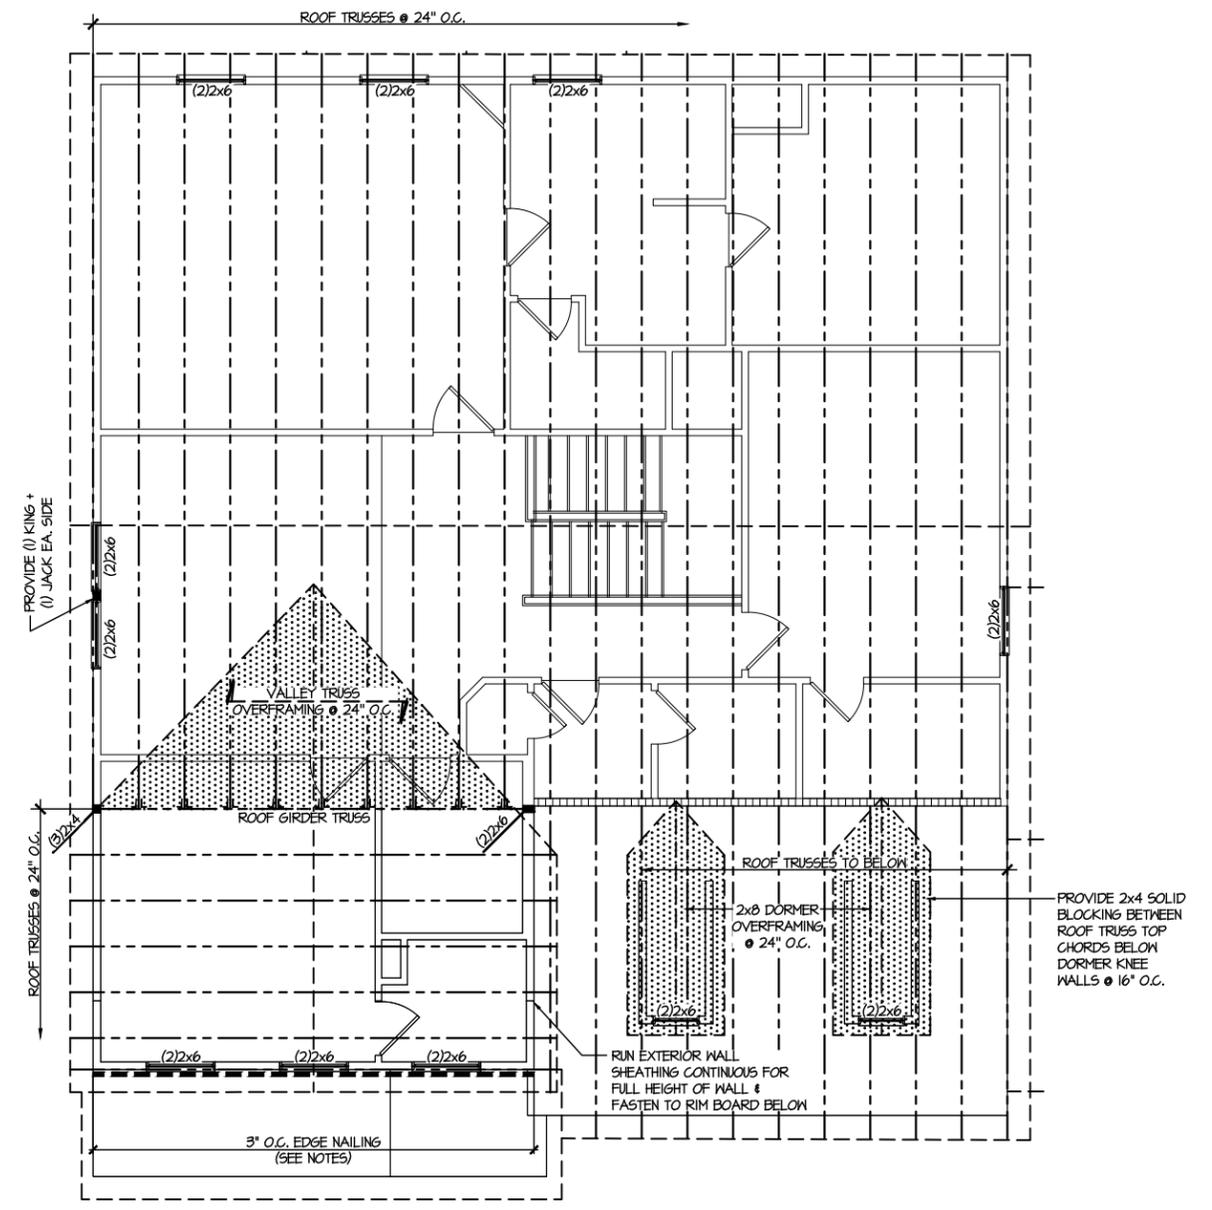 ROOF TRUSSES @ 24" O.C.
(2)2x6
(2)2x6
(2)2x6
PROVIDE (1) KING +
(1) JACK EA. SIDE
(2)2x6
(2)2x6
(2)2x6
VALLEY TRUSS
OVERFRAMING @ 24" O.C.
ROOF GIRDER TRUSS
(3)2x4
(2)2x6
ROOF TRUSSES @ 24" O.C.
ROOF TRUSSES TO BELOW
2x8 DORMER
OVERFRAMING
@ 24" O.C.
PROVIDE 2x4 SOLID
BLOCKING BETWEEN
ROOF TRUSS TOP
CHORDS BELOW
DORMER KNEE
WALLS @ 16" O.C.
(2)2x6
(2)2x6
(2)2x6
(2)2x6
(2)2x6
RUN EXTERIOR WALL
SHEATHING CONTINUOUS FOR
FULL HEIGHT OF WALL &
FASTEN TO RIM BOARD BELOW
3" O.C. EDGE NAILING
(SEE NOTES)